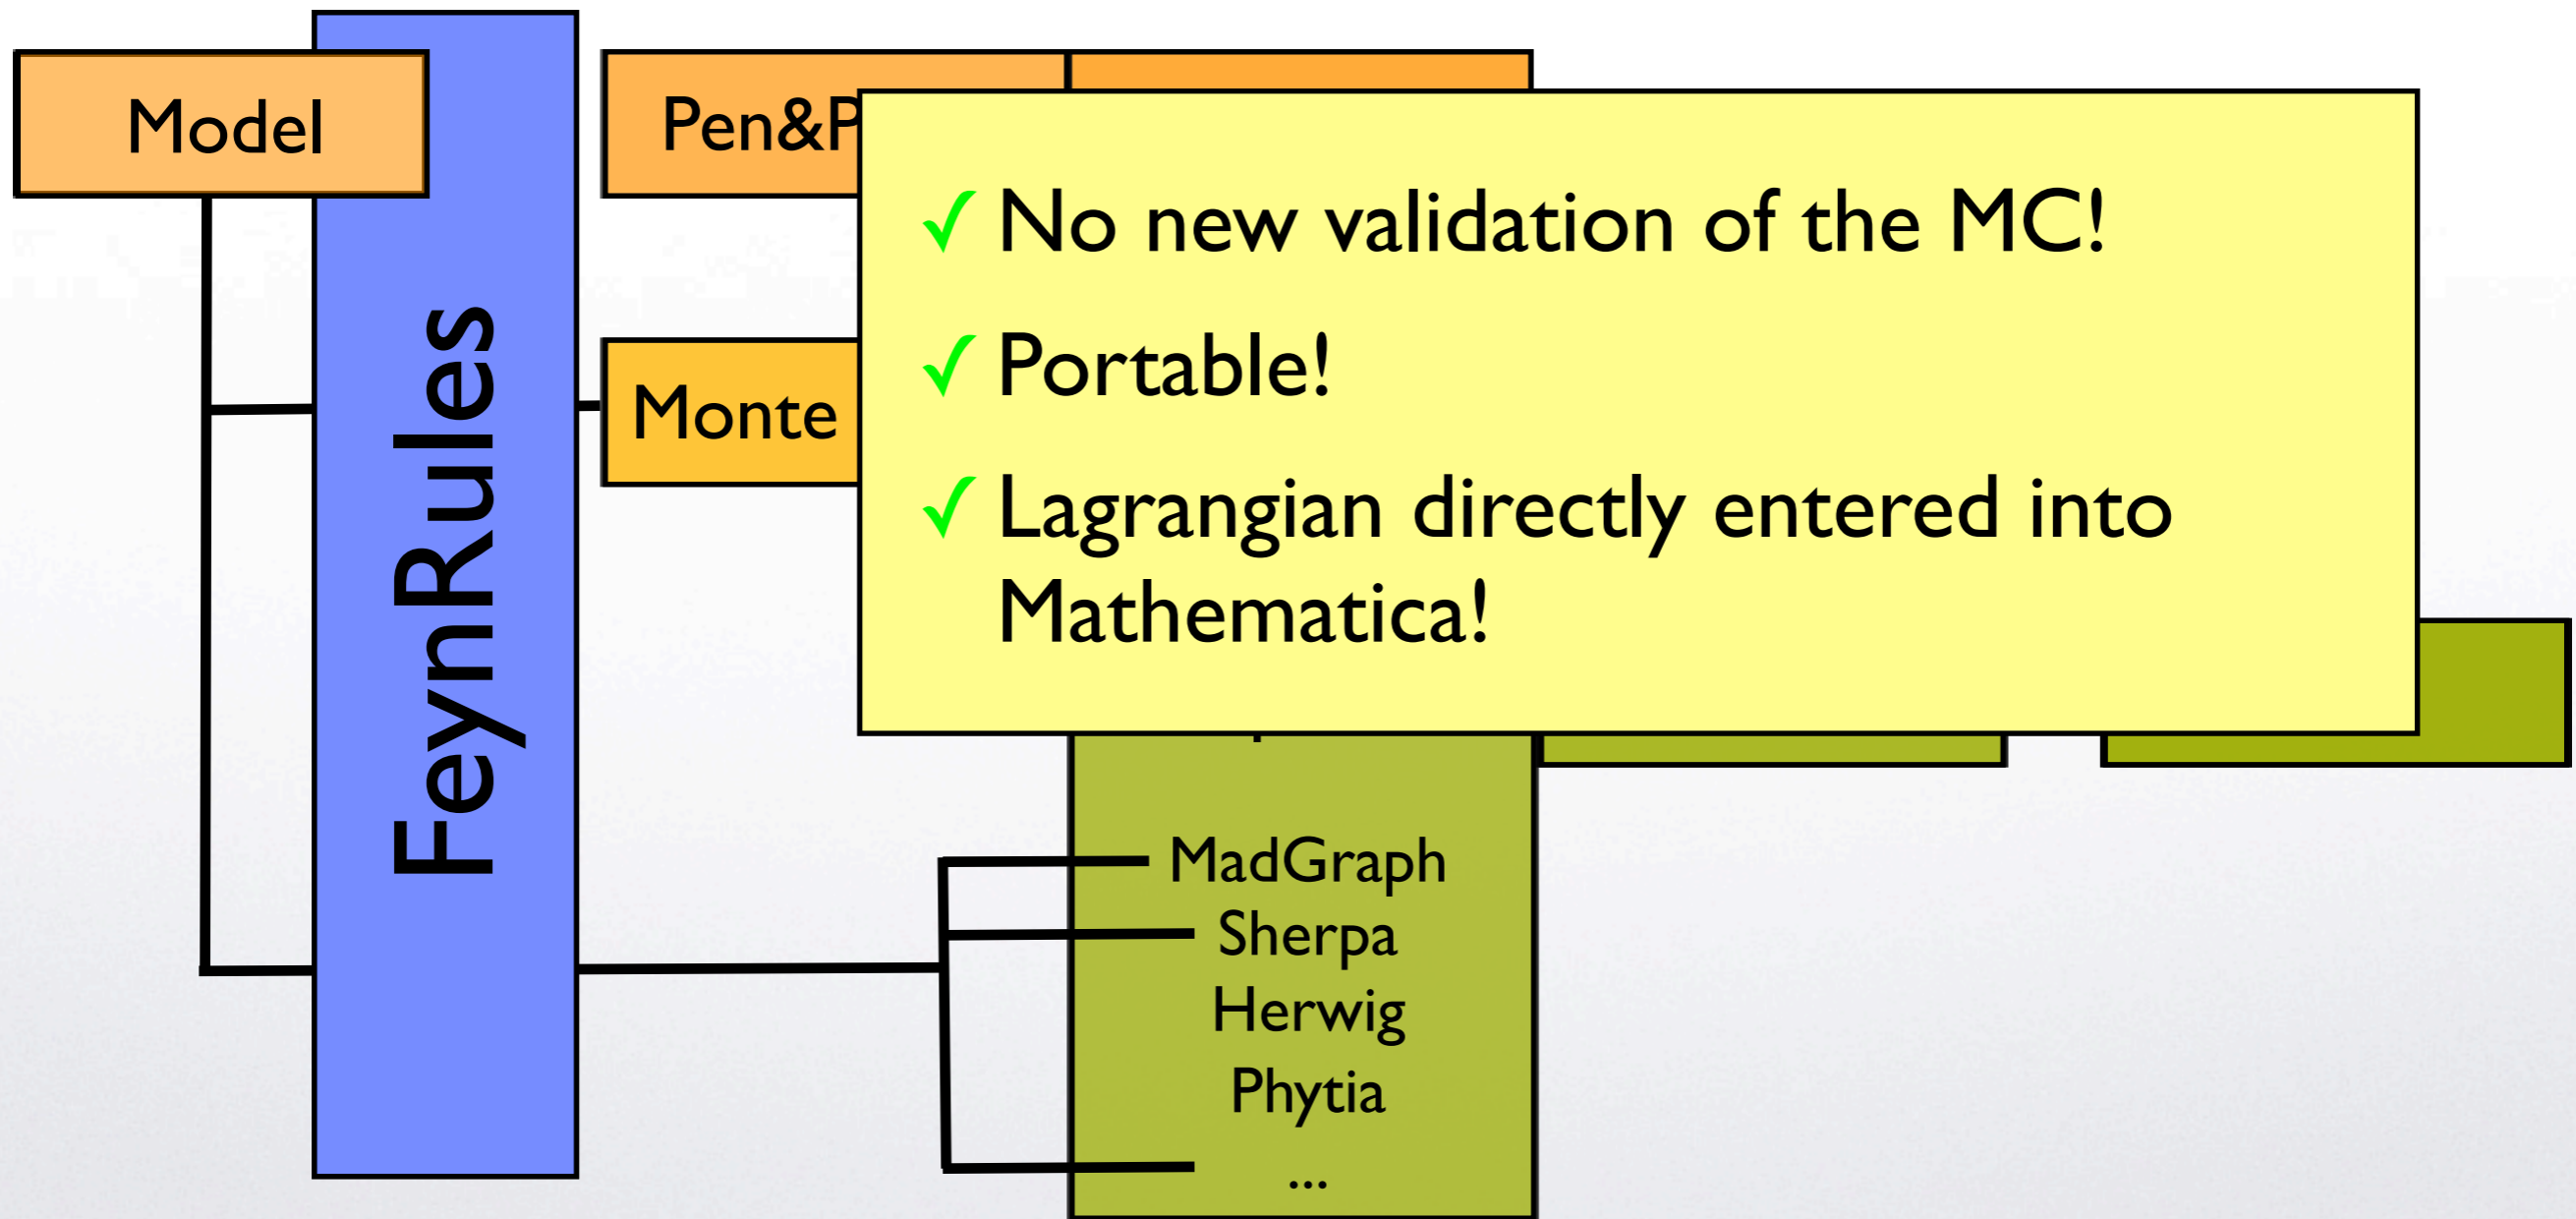 Model
Pen&P
✓ No new validation of the MC!
✓ Portable!
Monte
✓ Lagrangian directly entered into
Mathematica!
FeynRules
MadGraph
Sherpa
Herwig
Phytia
...